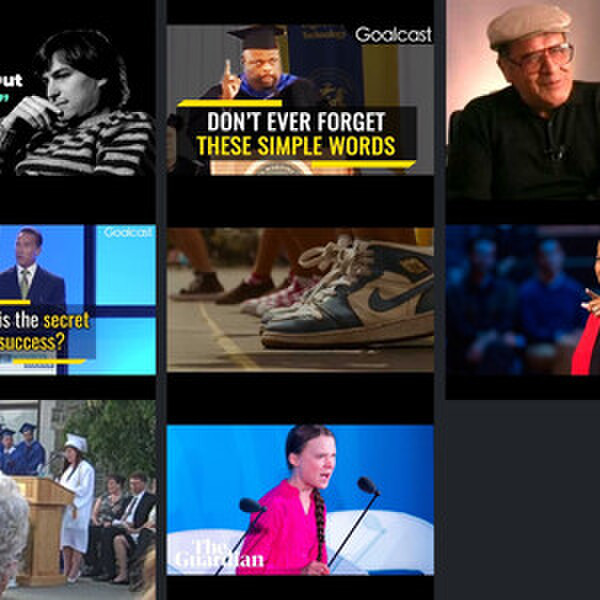 out
”
Goalcast
DON'T EVER FORGET
THESE SIMPLE WORDS
Goalcast
is the secret
success?
The
Guardian